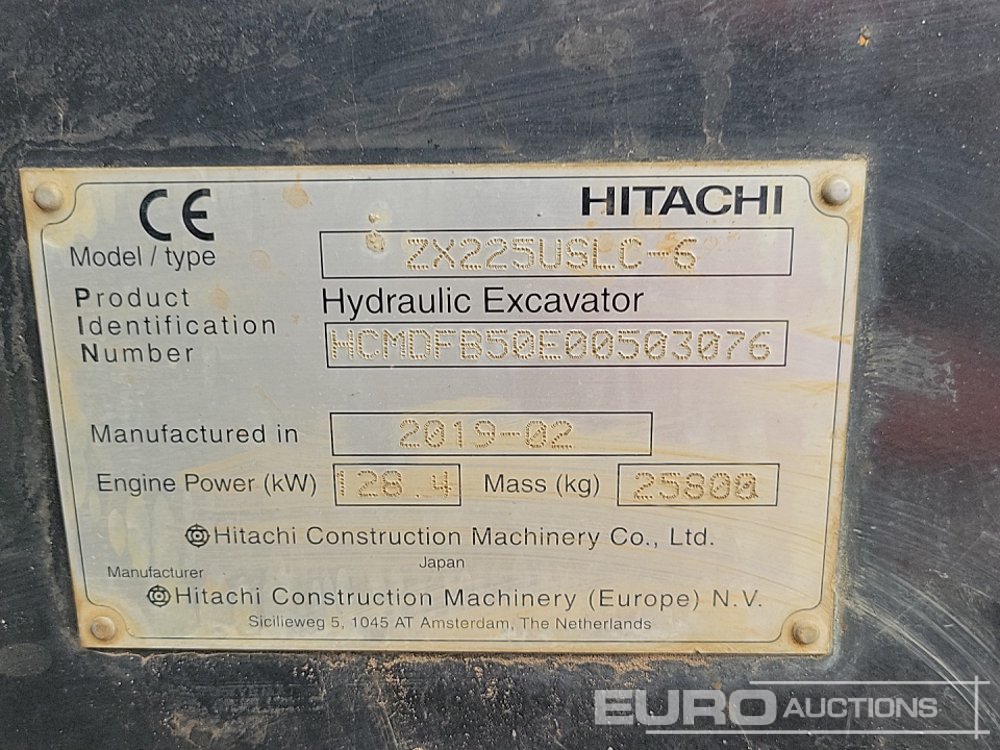 CE HITACHI
Model / type ZX225USLC-6
Product Hydraulic Excavator
Identification
Number HCMDFB50E00503076
Manufactured in 2019-02
Engine Power (kW) 128.4 Mass (kg) 25800
Hitachi Construction Machinery Co., Ltd.
Japan
Manufacturer
Hitachi Construction Machinery (Europe) N.V.
Sicilieweg 5, 1045 AT Amsterdam, The Netherlands
EURO AUCTIONS